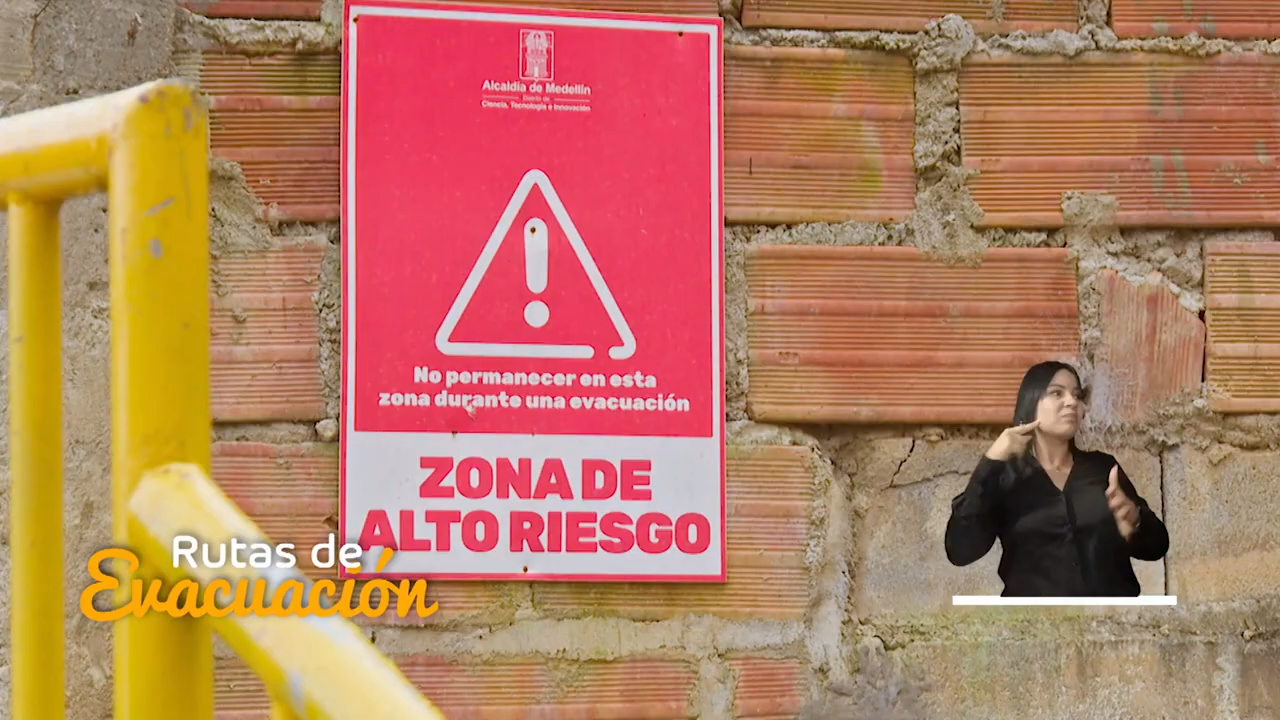 Alcaldía de Medellín
Distrito de
Ciencia, Tecnología e Innovación
No permanecer en esta
zona durante una evacuación
ZONA DE
ALTO RIESGO
Rutas de
Evacuación